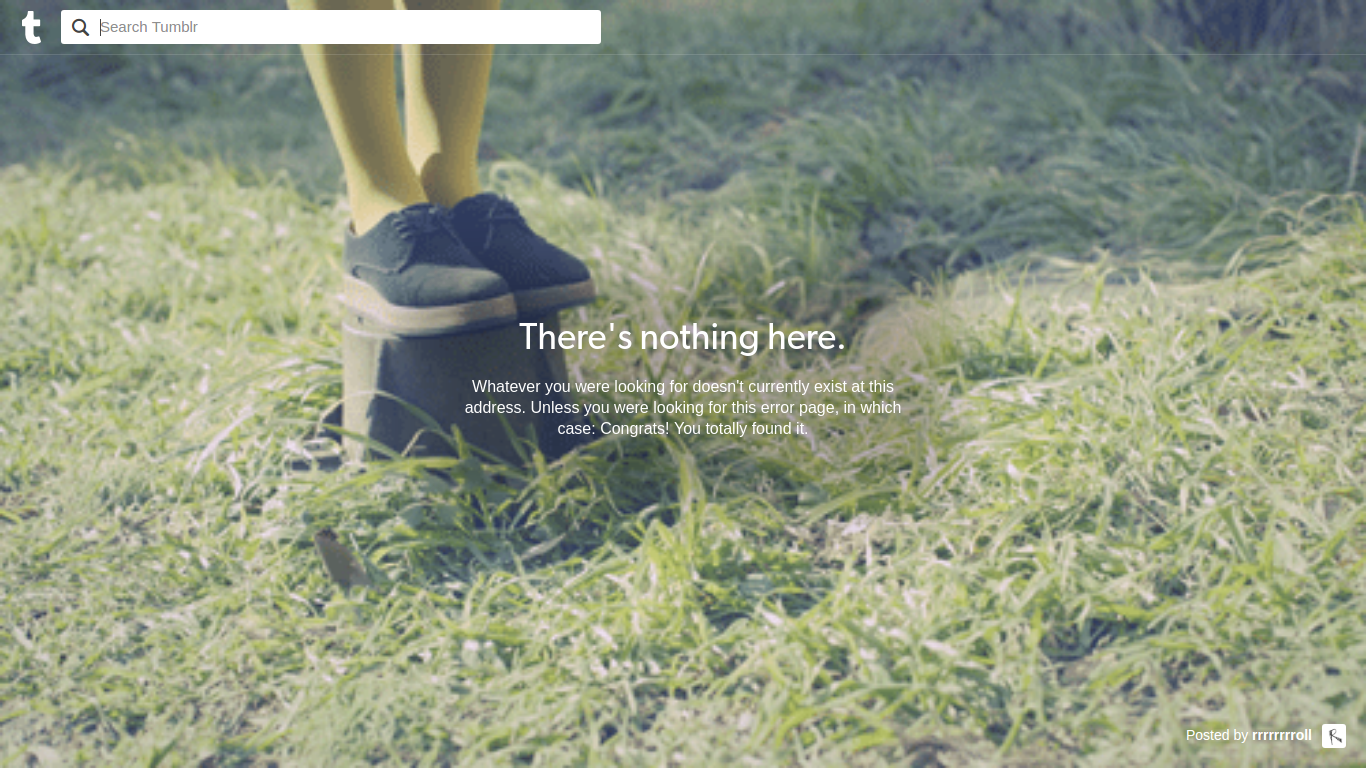 Search Tumblr
There's nothing here.
Whatever you were looking for doesn't currently exist at this
address. Unless you were looking for this error page, in which
case: Congrats! You totally found it.
Posted by rrrrrrrroll